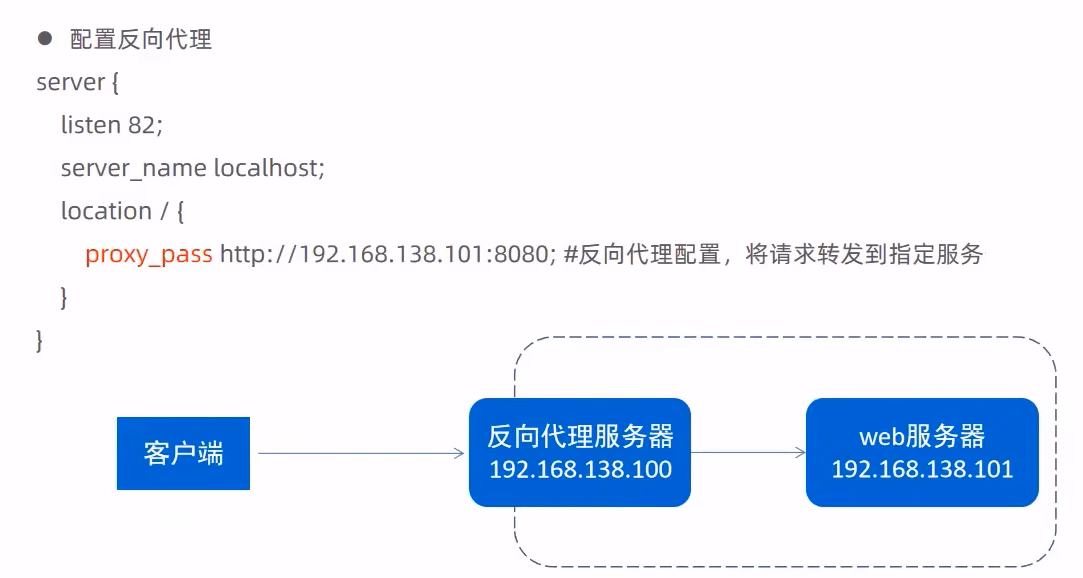 ● 配置反向代理
server {
listen 82;
server_name localhost;
location / {
proxy_pass http://192.168.138.101:8080; #反向代理配置，将请求转发到指定服务
}
}
客户端
反向代理服务器
192.168.138.100
web服务器
192.168.138.101